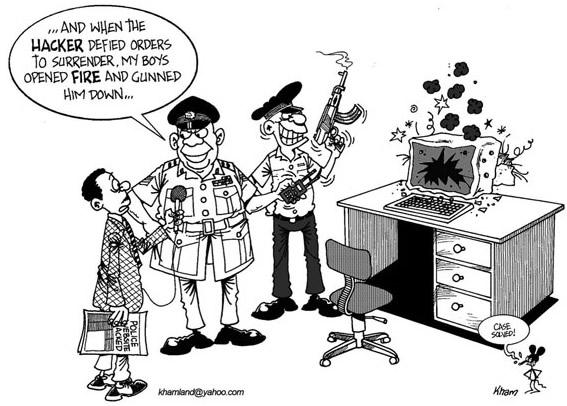 ...AND WHEN THE
HACKER DEFIED ORDERS
TO SURRENDER, MY BOYS
OPENED FIRE AND GUNNED
HIM DOWN...
POLICE
WEBSITE
HACKED
CASE
SOLVED!
khamland@yahoo.com
Kham